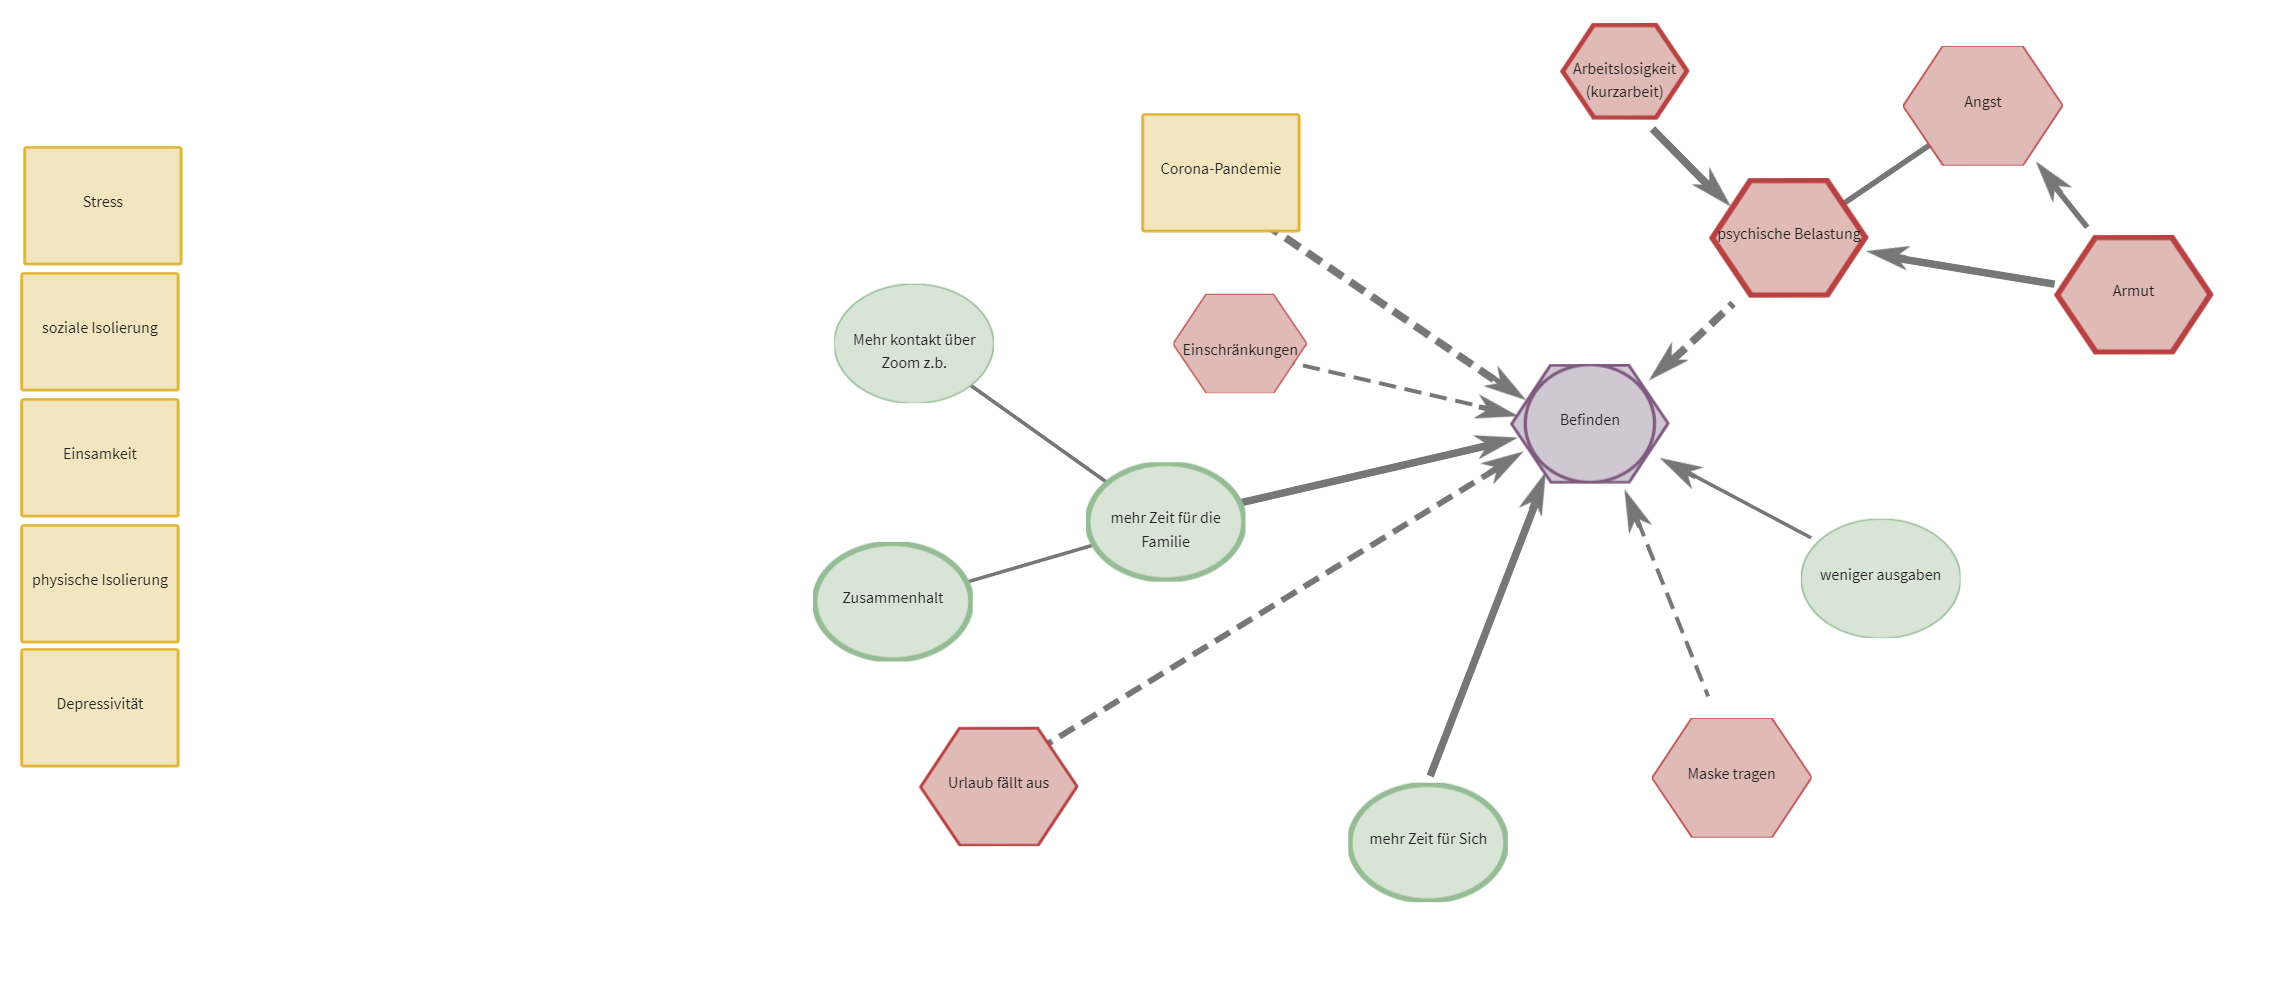 Arbeitslosigkeit
(kurzarbeit)
Angst
Corona-Pandemie
Stress
psychische Belastung
Armut
soziale Isolierung
Mehr kontakt über
Zoom z.b.
Einschränkungen
Befinden
Einsamkeit
mehr Zeit für die
Familie
physische Isolierung
weniger ausgaben
Zusammenhalt
Depressivität
Urlaub fällt aus
Maske tragen
mehr Zeit für Sich